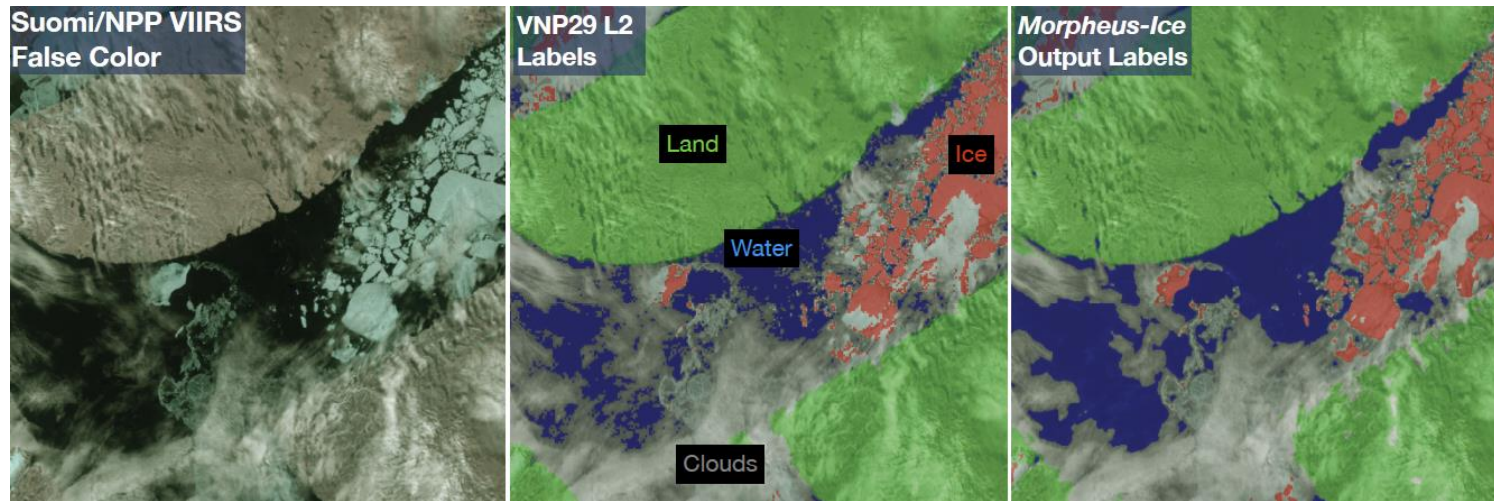 Suomi/NPP VIIRS
False Color
VNP29 L2
Labels
Morpheus-Ice
Output Labels
Land
Ice
Water
Clouds